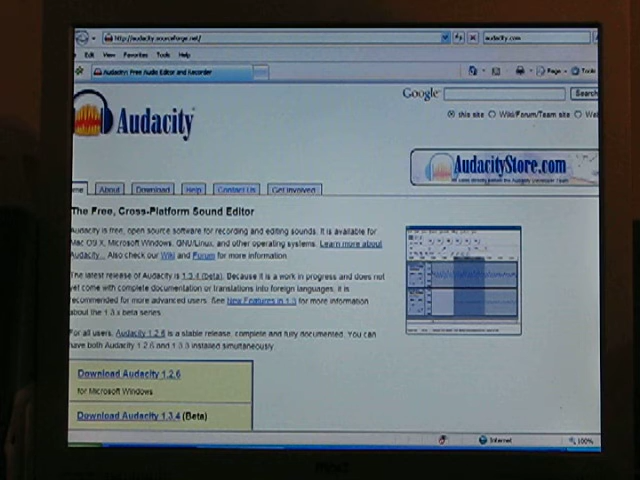 http://audacity.sourceforge.net/
audacity.com
Edit View Favorites Tools Help
Audacity: Free Audio Editor and Recorder
Page Tools
Google Search
this site Wiki/Forum/Team site
Audacity
AudacityStore.com
About Download Help Contact Us Get Involved
The Free, Cross-Platform Sound Editor
Audacity is free, open source software for recording and editing sounds. It is available for
Mac OS X, Microsoft Windows, GNU/Linux, and other operating systems. Learn more about
Audacity... Also check our Wiki and Forum for more information.
The latest release of Audacity is 1.3.4 (beta). Because it is a work in progress and does not
yet come with complete documentation or translations into foreign languages, it is
recommended for more advanced users. See New Features in 1.3 for more information
about the 1.3.x beta series.
For all users, Audacity 1.2.6 is a stable release, complete and fully documented. You can
have both Audacity 1.2.6 and 1.3.3 installed simultaneously.
Download Audacity 1.2.6
for Microsoft Windows
Download Audacity 1.3.4 (Beta)
Internet
100%